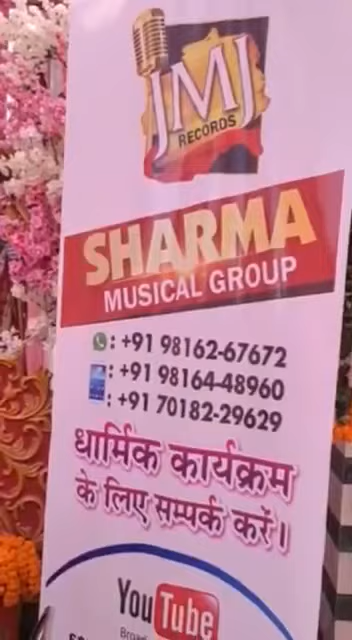 JMJ
RECORDS
SHARMA
MUSICAL GROUP
: +91 98162-67672
: +91 98164-48960
: +91 70182-29629
धार्मिक कार्यक्रम
के लिए सम्पर्क करें।
YouTube